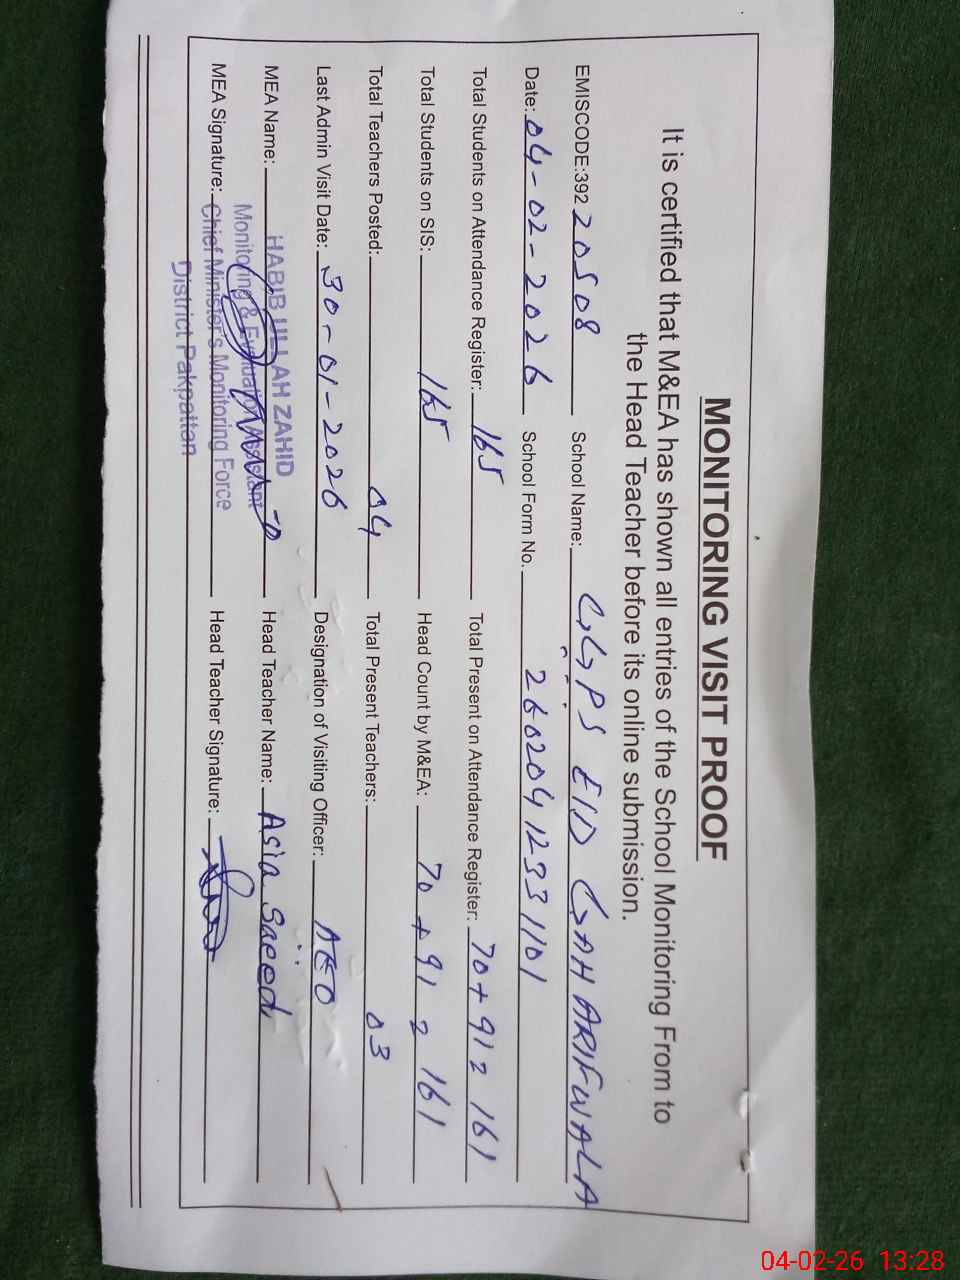 MONITORING VISIT PROOF
It is certified that M&EA has shown all entries of the School Monitoring From to
the Head Teacher before its online submission.
EMISCODE:392 20508 School Name: GGPS EID GAH ARIFWALA
Date: 04-02-2026 School Form No. 2602041233 1101
Total Students on Attendance Register: 165 Total Present on Attendance Register: 70+91=161
Total Students on SIS: 165 Head Count by M&EA: 70+91=161
Total Teachers Posted: 04 Total Present Teachers: 03
Last Admin Visit Date: 30-01-2026 Designation of Visiting Officer: AEO
MEA Name: HABIB ULLAH ZAHID Head Teacher Name: Asia Saeed
Monitoring & Evaluation Assistant
MEA Signature: Chief Minister's Monitoring Force Head Teacher Signature:
District Pakpattan
04-02-26 13:28